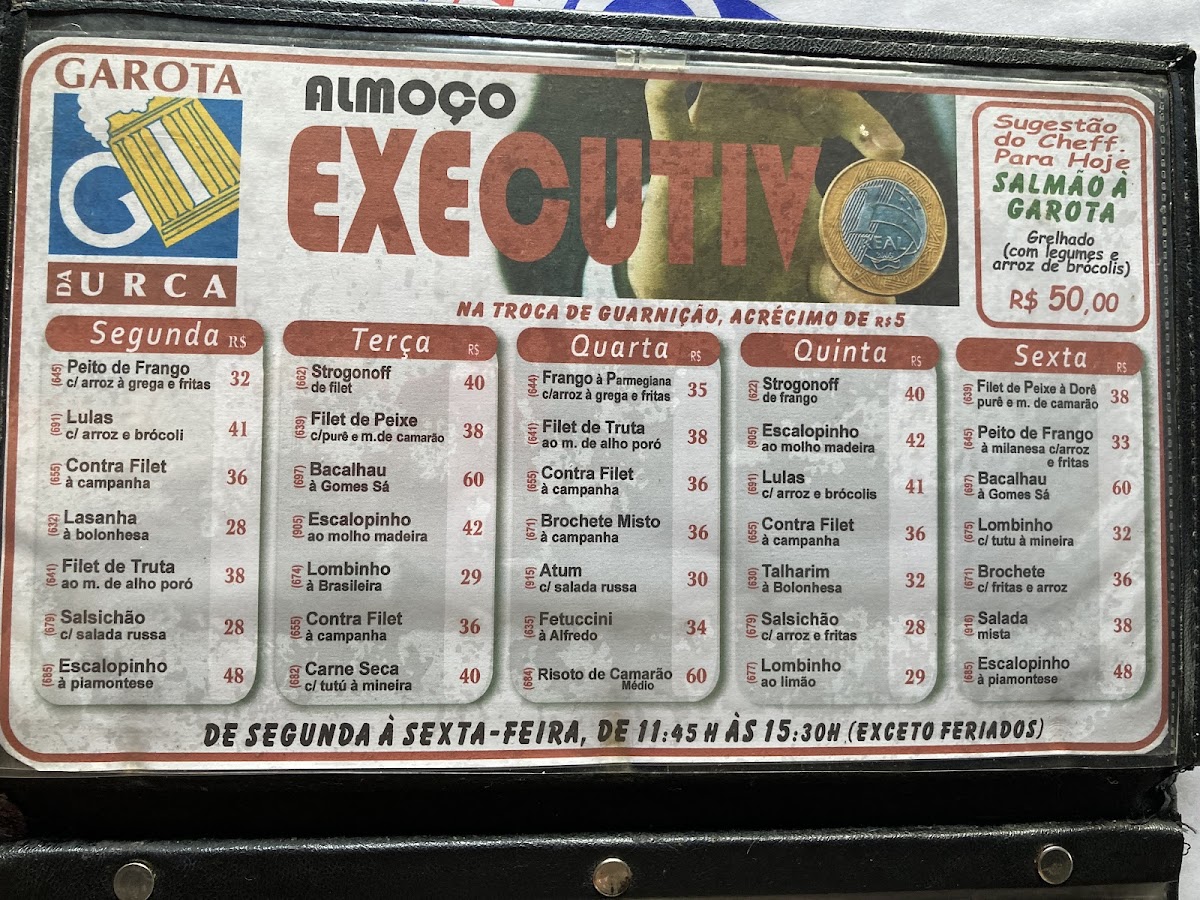 GAROTA
DA URCA
ALMOÇO
EXECUTIVO
REAL
Sugestão
do Cheff.
Para Hoje
SALMÃO À
GAROTA
Grelhado
(com legumes e
arroz de brócolis)
R$ 50,00
NA TROCA DE GUARNIÇÃO, ACRÉCIMO DE R$5
Segunda R$
(645) Peito de Frango 32
c/ arroz à grega e fritas
(691) Lulas 41
c/ arroz e brócoli
(655) Contra Filet 36
à campanha
(632) Lasanha 28
à bolonhesa
(641) Filet de Truta 38
ao m. de alho poró
(679) Salsichão 28
c/ salada russa
(685) Escalopinho 48
à piamontese
Terça R$
(662) Strogonoff 40
de filet
(639) Filet de Peixe 38
c/purê e m.de camarão
(697) Bacalhau 60
à Gomes Sá
(905) Escalopinho 42
ao molho madeira
(674) Lombinho 29
à Brasileira
(655) Contra Filet 36
à campanha
(682) Carne Seca 40
c/ tutú à mineira
Quarta R$
(644) Frango à Parmegiana 35
c/arroz à grega e fritas
(641) Filet de Truta 38
ao m. de alho poró
(655) Contra Filet 36
à campanha
(671) Brochete Misto 36
à campanha
(915) Atum 30
c/ salada russa
(635) Fetuccini 34
à Alfredo
(684) Risoto de Camarão 60
Médio
Quinta R$
(622) Strogonoff 40
de frango
(905) Escalopinho 42
ao molho madeira
(691) Lulas 41
c/ arroz e brócolis
(655) Contra Filet 36
à campanha
(630) Talharim 32
à Bolonhesa
(679) Salsichão 28
c/ arroz e fritas
(677) Lombinho 29
ao limão
Sexta R$
(639) Filet de Peixe à Dorê 38
purê e m. de camarão
(645) Peito de Frango 33
à milanesa c/arroz
e fritas
(697) Bacalhau 60
à Gomes Sá
(675) Lombinho 32
c/ tutu à mineira
(671) Brochete 36
c/ fritas e arroz
(916) Salada 38
mista
(685) Escalopinho 48
à piamontese
DE SEGUNDA À SEXTA-FEIRA, DE 11:45 H ÀS 15:30H (EXCETO FERIADOS)